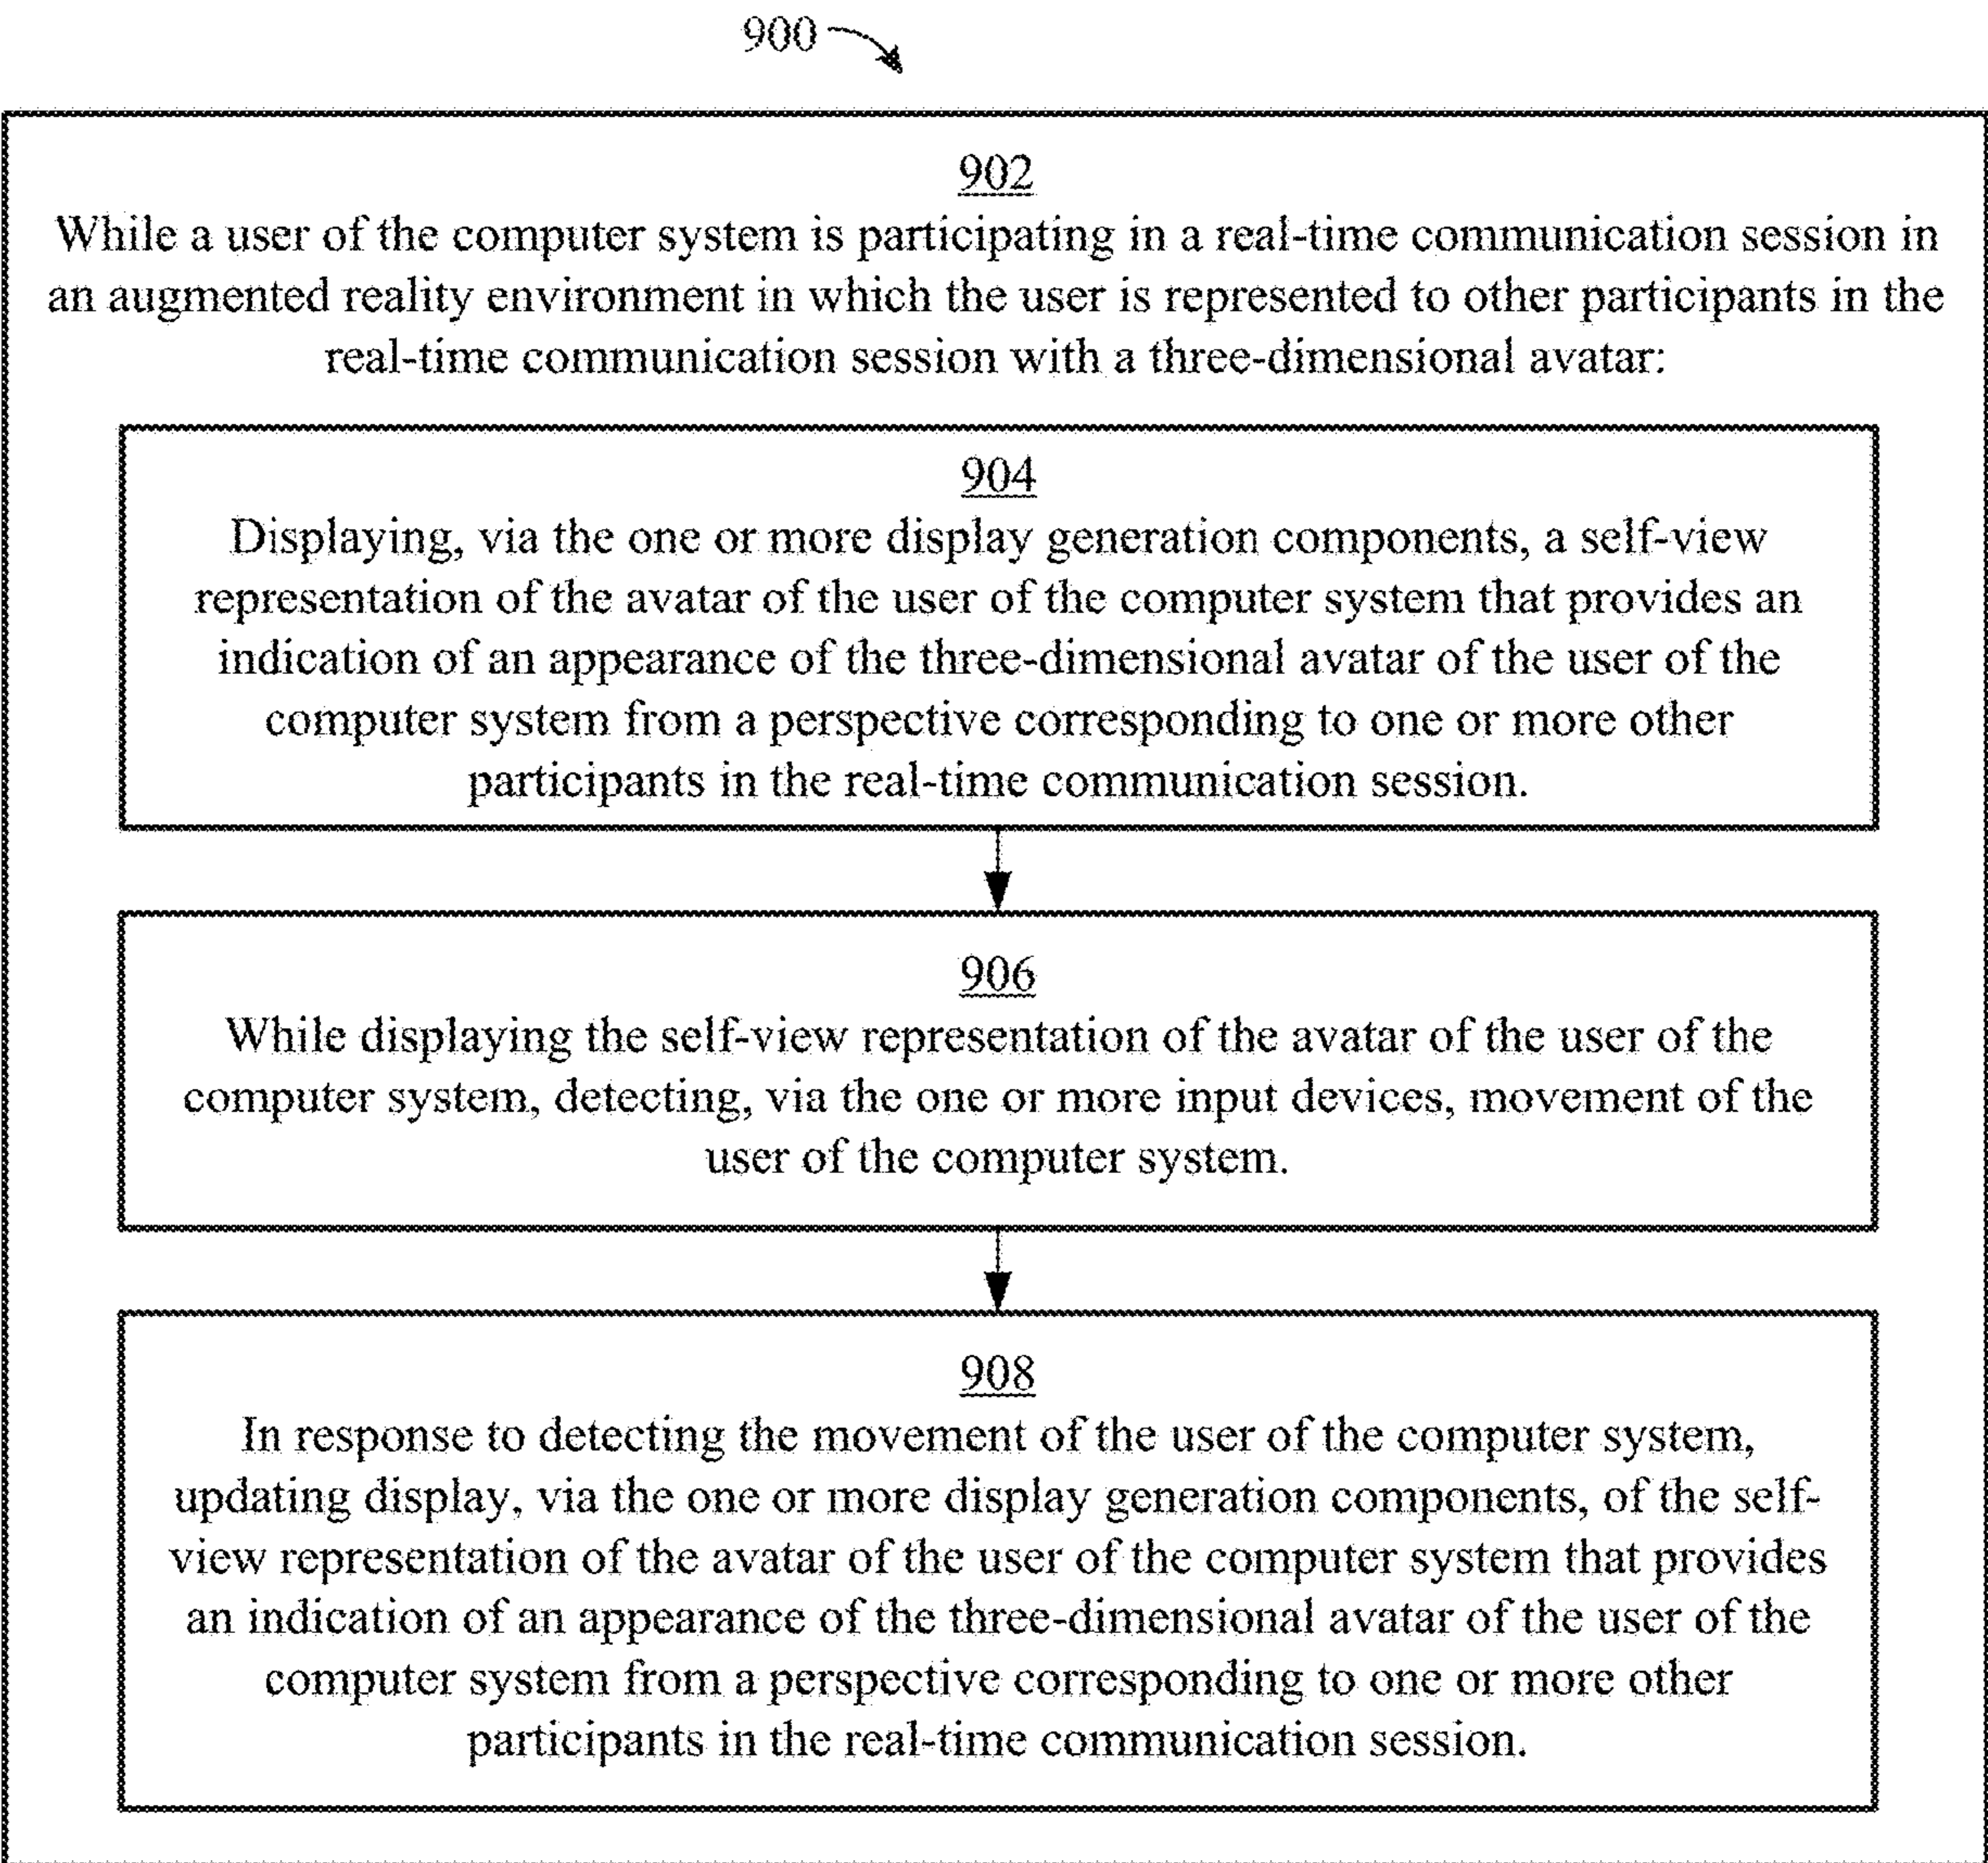 900
902
While a user of the computer system is participating in a real-time communication session in
an augmented reality environment in which the user is represented to other participants in the
real-time communication session with a three-dimensional avatar:
904
Displaying, via the one or more display generation components, a self-view
representation of the avatar of the user of the computer system that provides an
indication of an appearance of the three-dimensional avatar of the user of the
computer system from a perspective corresponding to one or more other
participants in the real-time communication session.
906
While displaying the self-view representation of the avatar of the user of the
computer system, detecting, via the one or more input devices, movement of the
user of the computer system.
908
In response to detecting the movement of the user of the computer system,
updating display, via the one or more display generation components, of the self-
view representation of the avatar of the user of the computer system that provides
an indication of an appearance of the three-dimensional avatar of the user of the
computer system from a perspective corresponding to one or more other
participants in the real-time communication session.